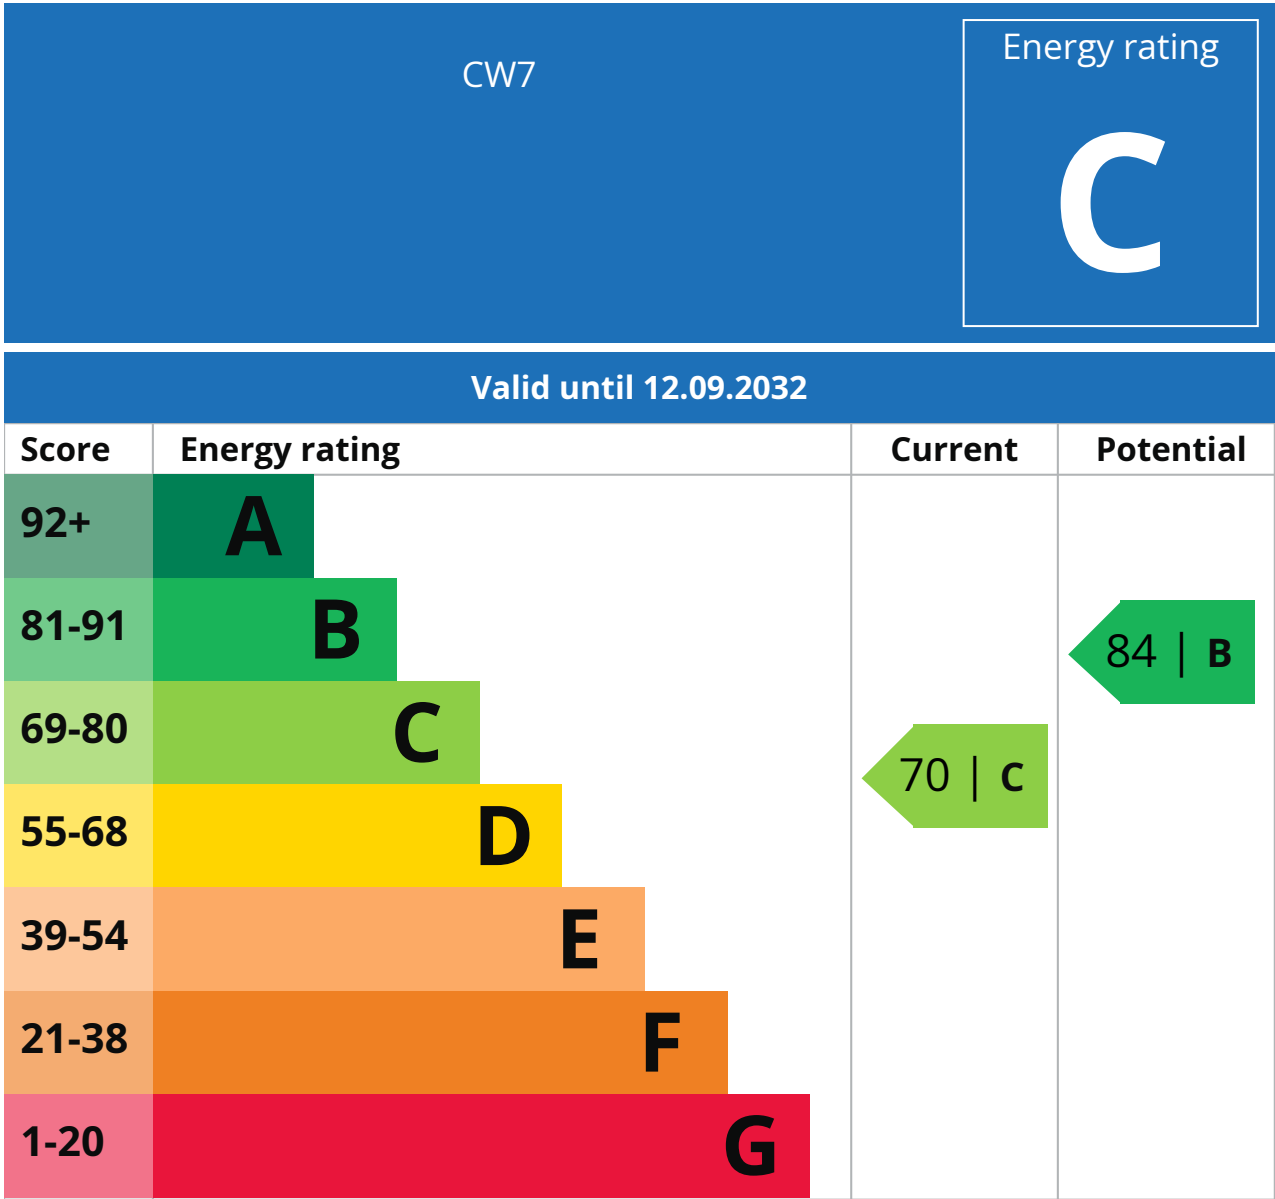 CW7
Energy rating
C
Valid until 12.09.2032
Score Energy rating Current Potential
92+ A
81-91 B
84 | B
69-80 C
70 | C
55-68 D
39-54 E
21-38 F
1-20 G